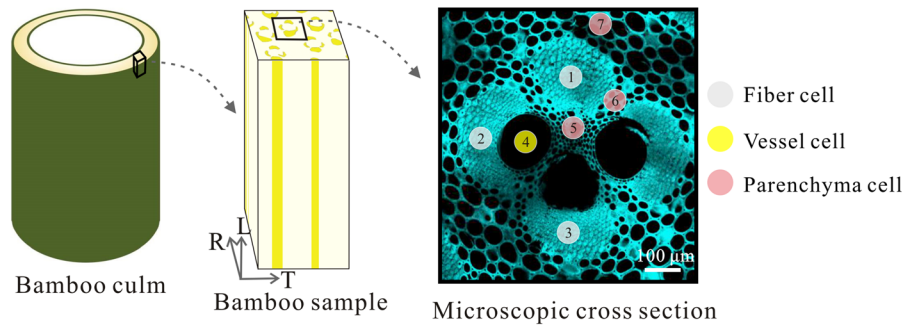 Bamboo culm
L
R
T
Bamboo sample
7
1
6
5
2
4
3
100 μm
Microscopic cross section
Fiber cell
Vessel cell
Parenchyma cell